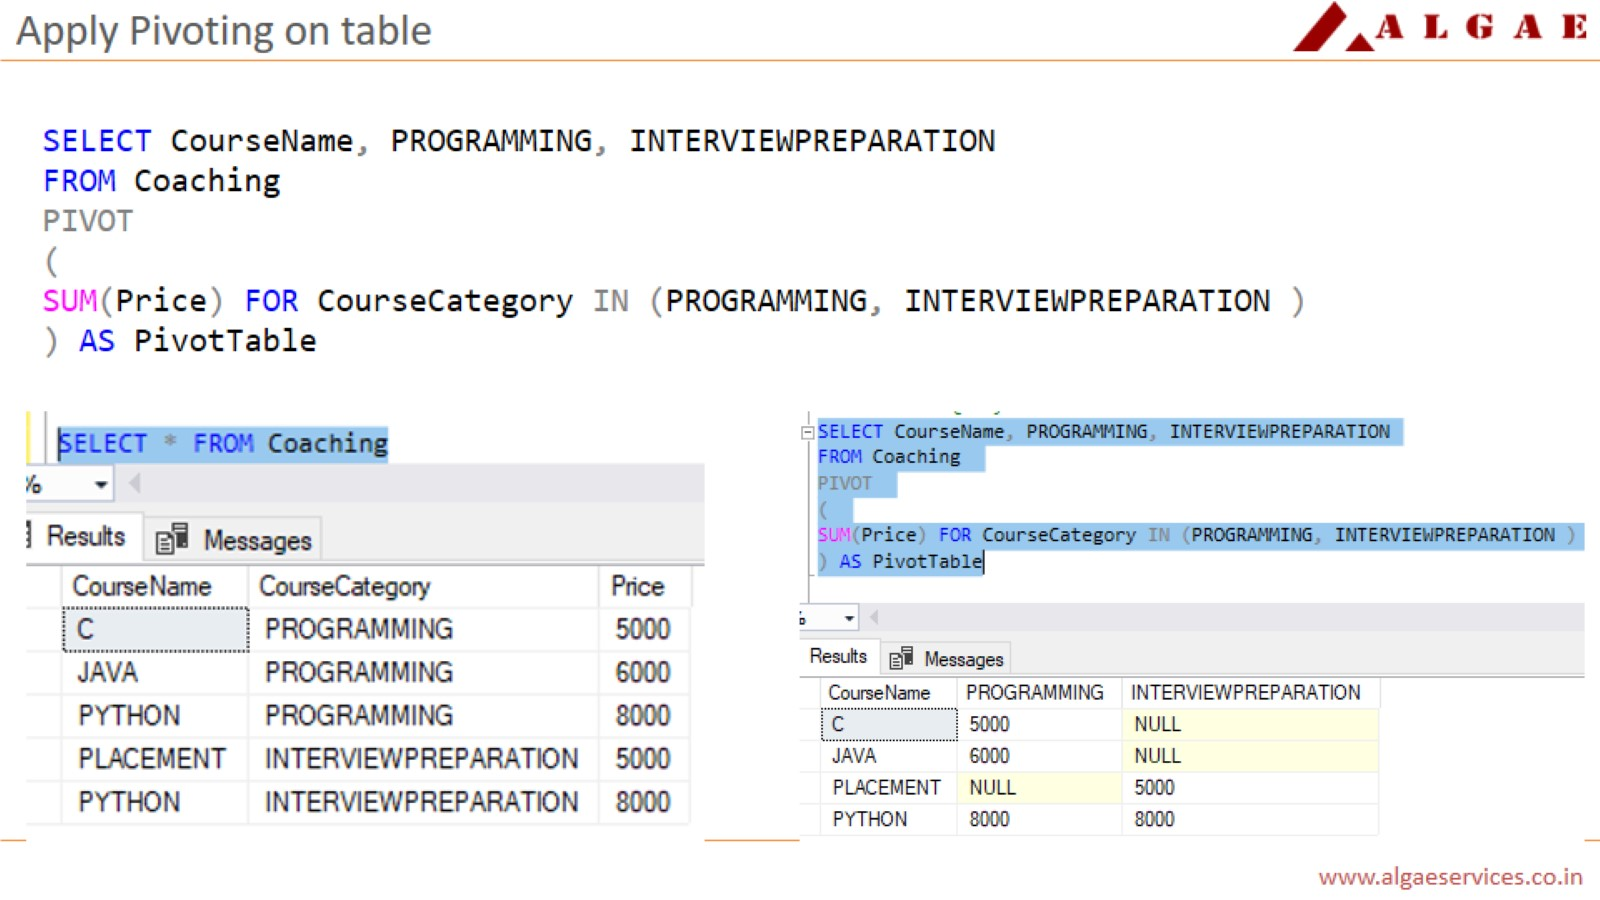 Apply Pivoting on table
ALGAE
SELECT CourseName, PROGRAMMING, INTERVIEWPREPARATION
FROM Coaching
PIVOT
(
SUM(Price) FOR CourseCategory IN (PROGRAMMING, INTERVIEWPREPARATION )
) AS PivotTable
SELECT * FROM Coaching
%
Results Messages
CourseName CourseCategory Price
C PROGRAMMING 5000
JAVA PROGRAMMING 6000
PYTHON PROGRAMMING 8000
PLACEMENT INTERVIEWPREPARATION 5000
PYTHON INTERVIEWPREPARATION 8000
SELECT CourseName, PROGRAMMING, INTERVIEWPREPARATION
FROM Coaching
PIVOT
(
SUM(Price) FOR CourseCategory IN (PROGRAMMING, INTERVIEWPREPARATION )
) AS PivotTable
Results Messages
CourseName PROGRAMMING INTERVIEWPREPARATION
C 5000 NULL
JAVA 6000 NULL
PLACEMENT NULL 5000
PYTHON 8000 8000
www.algaeservices.co.in